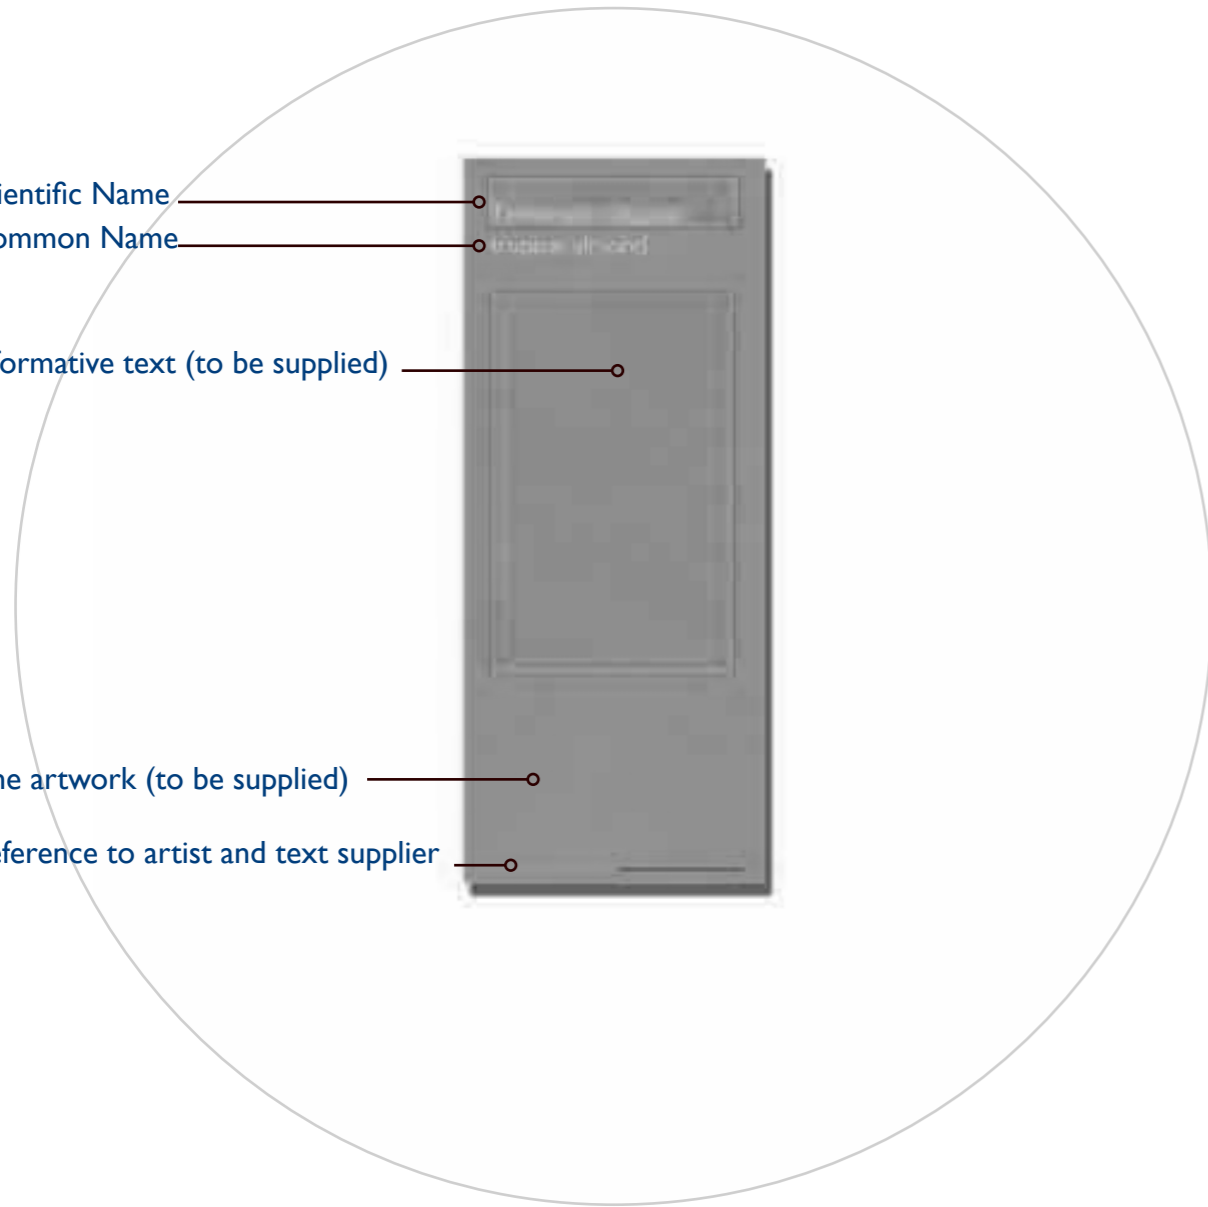 ientific Name
ommon Name
almond
formative text (to be supplied)
ne artwork (to be supplied)
eference to artist and text supplier